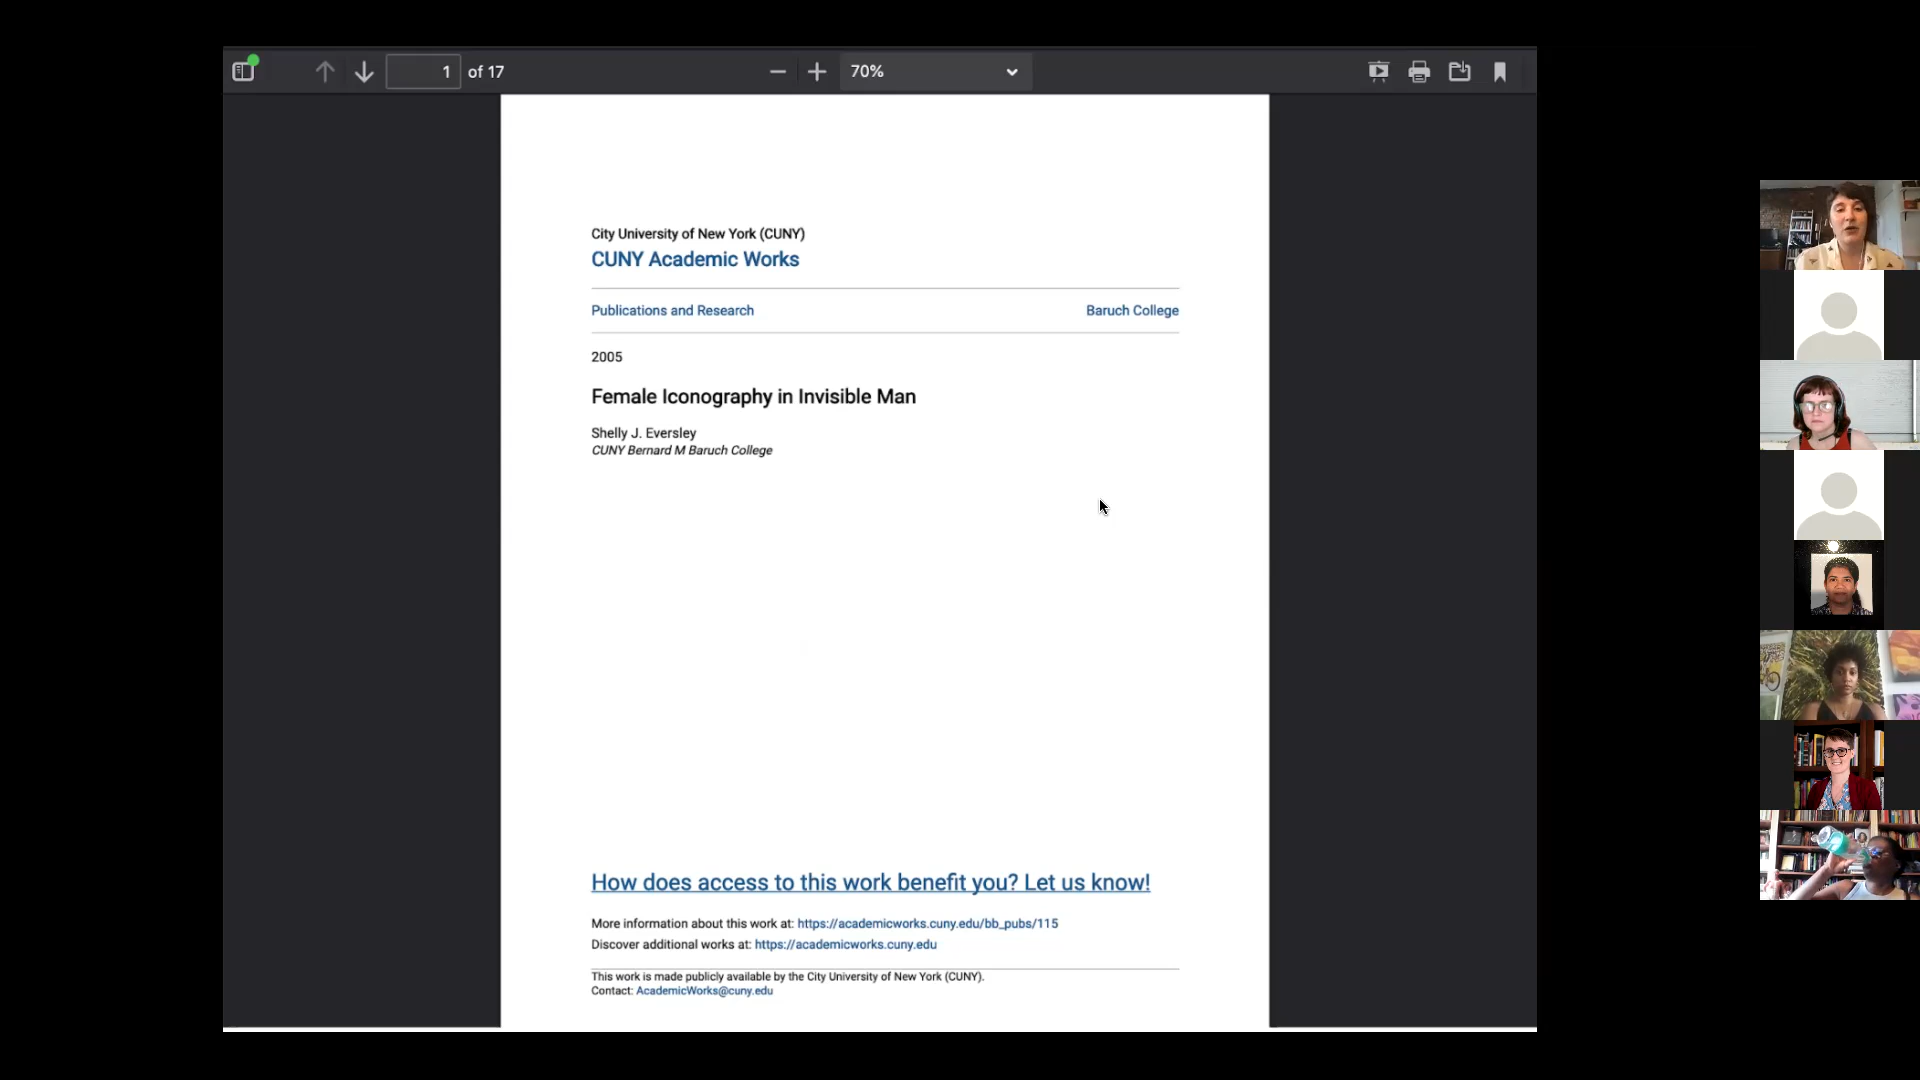 1 of 17
70%
City University of New York (CUNY)
CUNY Academic Works
Publications and Research
Baruch College
2005
Female Iconography in Invisible Man
Shelly J. Eversley
CUNY Bernard M Baruch College
How does access to this work benefit you? Let us know!
More information about this work at: https://academicworks.cuny.edu/bb_pubs/115
Discover additional works at: https://academicworks.cuny.edu
This work is made publicly available by the City University of New York (CUNY).
Contact: AcademicWorks@cuny.edu